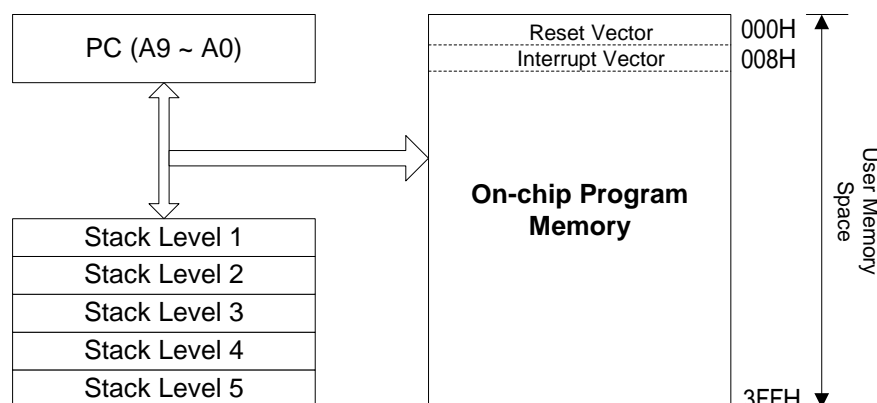 PC (A9 ~ A0)
Stack Level 1
Stack Level 2
Stack Level 3
Stack Level 4
Stack Level 5
Reset Vector
Interrupt Vector
On-chip Program
Memory
000H
008H
3FFH
User Memory
Space